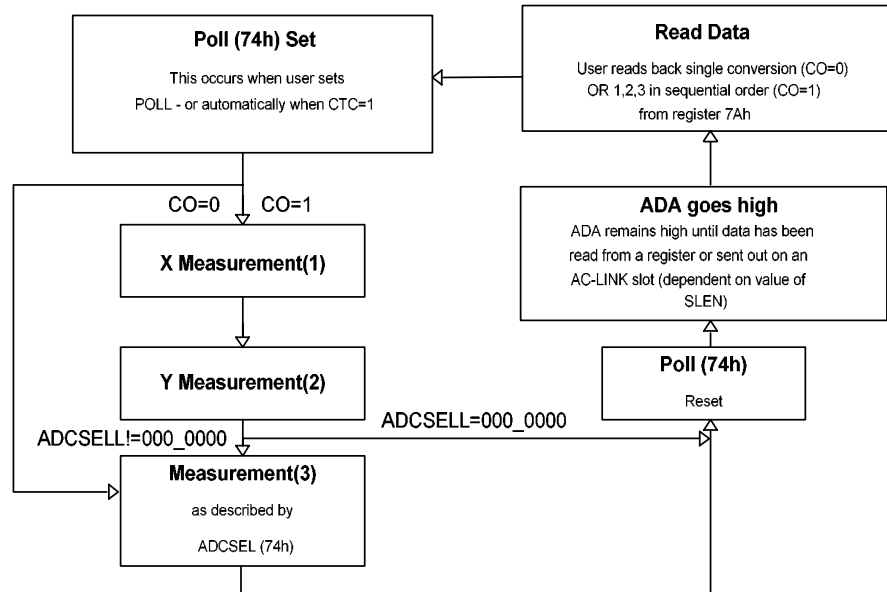 Poll (74h) Set
This occurs when user sets
POLL - or automatically when CTC=1
Read Data
User reads back single conversion (CO=0)
OR 1,2,3 in sequential order (CO=1)
from register 7Ah
CO=0
CO=1
X Measurement(1)
ADA goes high
ADA remains high until data has been
read from a register or sent out on an
AC-LINK slot (dependent on value of
SLEN)
Y Measurement(2)
Poll (74h)
Reset
ADCSELL!=000_0000
ADCSELL=000_0000
Measurement(3)
as described by
ADCSEL (74h)